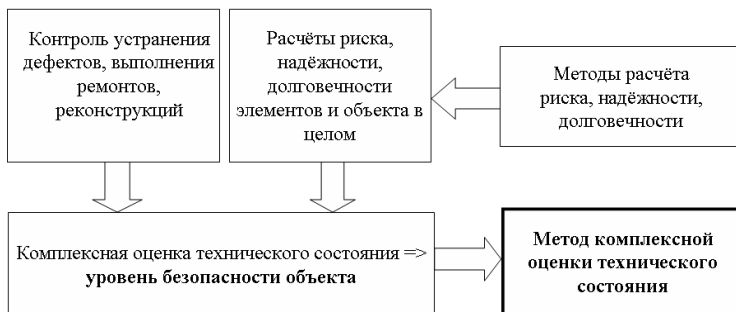 Контроль устранения
дефектов, выполнения
ремонтов,
реконструкций
Расчёты риска,
надёжности,
долговечности
элементов и объекта в
целом
Методы расчёта
риска, надёжности,
долговечности
Комплексная оценка технического состояния =>
уровень безопасности объекта
Метод комплексной
оценки технического
состояния